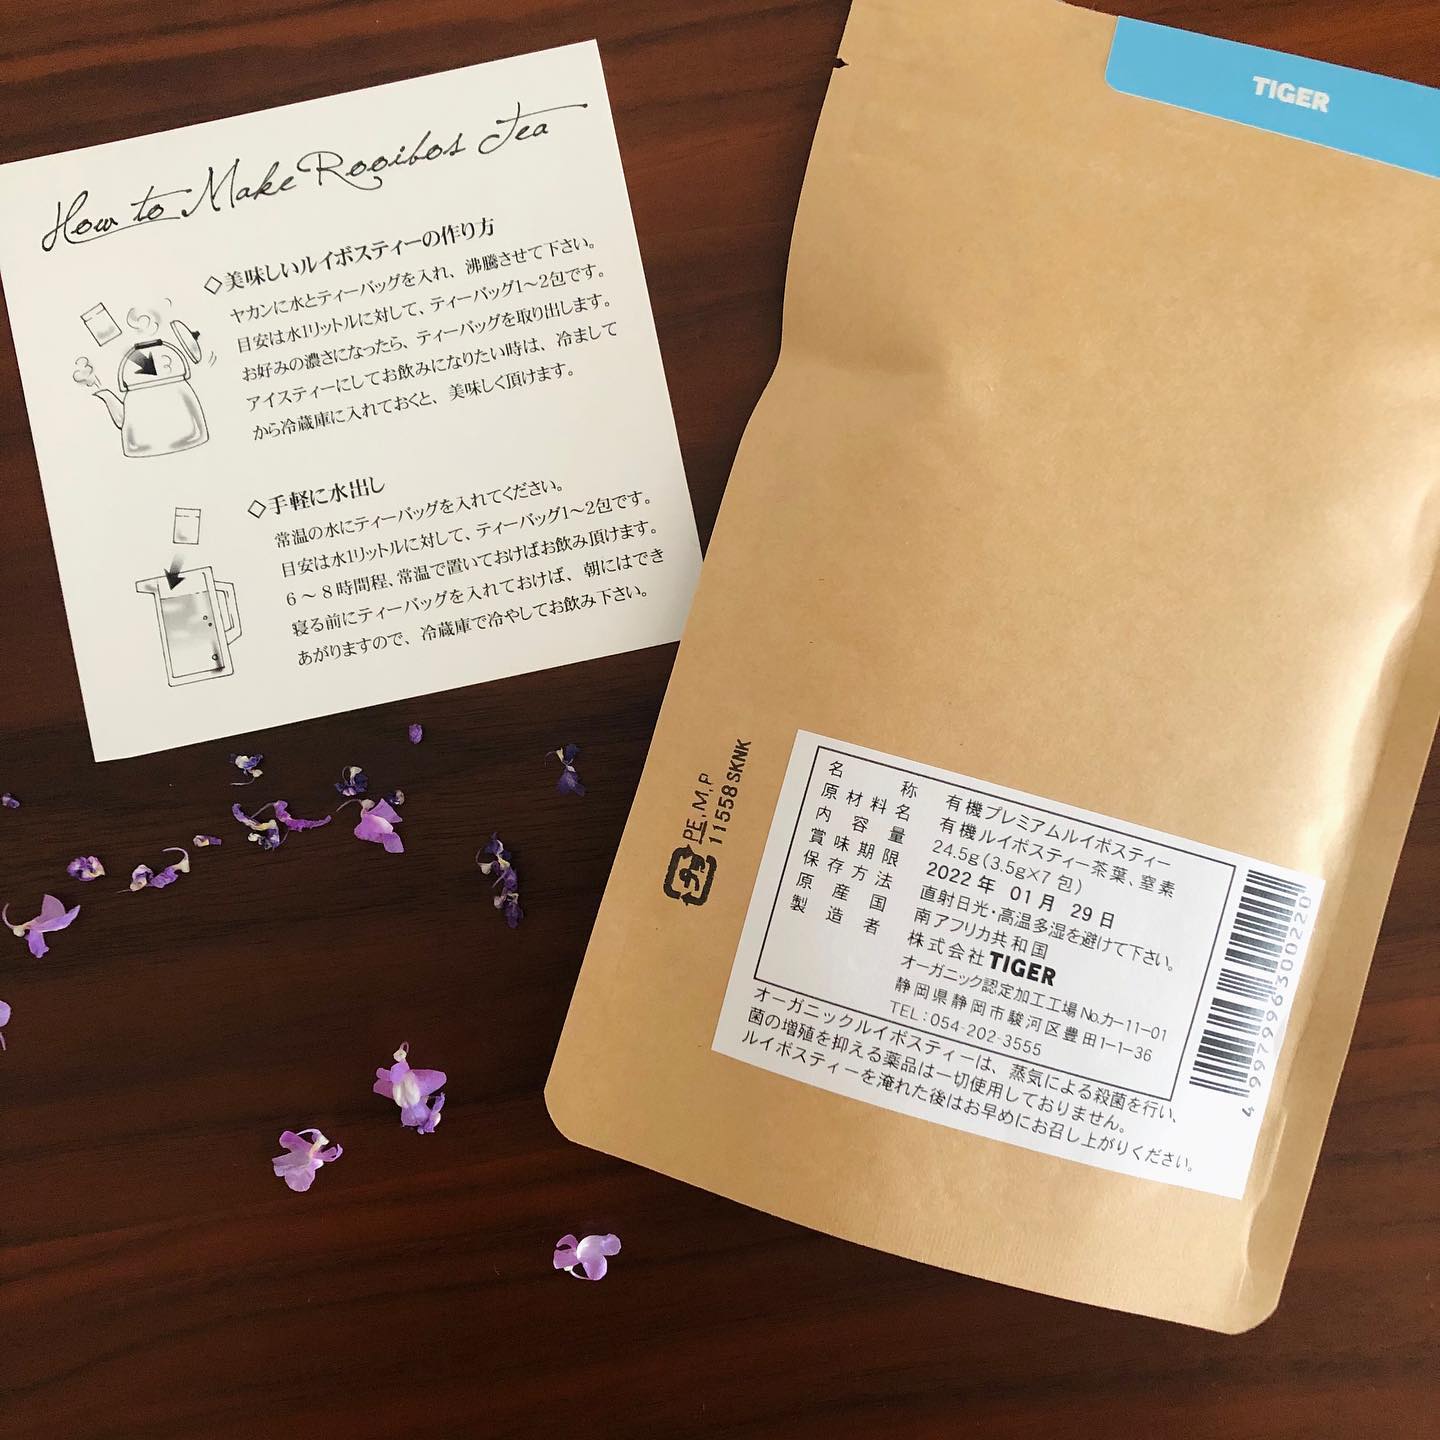 How to Make Rooibos Tea
◇美味しいルイボスティーの作り方
ヤカンに水とティーバッグを入れ、沸騰させて下さい。
目安は水1リットルに対して、ティーバッグ1〜2包です。
お好みの濃さになったら、ティーバッグを取り出します。
アイスティーにしてお飲みになりたい時は、冷まして
から冷蔵庫に入れておくと、美味しく頂けます。
◇手軽に水出し
常温の水にティーバッグを入れてください。
目安は水1リットルに対して、ティーバッグ1〜2包です。
6〜8時間程、常温で置いておけばお飲み頂けます。
寝る前にティーバッグを入れておけば、朝にはでき
あがりますので、冷蔵庫で冷やしてお飲み下さい。
TIGER
プラ
PE,M,P
11558 SKNK
名称 有機プレミアムルイボスティー
原材料名 有機ルイボスティー茶葉、窒素
内容量 24.5g(3.5g×7包)
賞味期限 2022年 01月 29日
保存方法 直射日光・高温多湿を避けて下さい。
原産国 南アフリカ共和国
製造者 株式会社TIGER
オーガニック認定加工工場No.カー11-01
静岡県静岡市駿河区豊田1-1-36
TEL:054-202-3555
オーガニックルイボスティーは、蒸気による殺菌を行い、
菌の増殖を抑える薬品は一切使用しておりません。
ルイボスティーを淹れた後はお早めにお召し上がりください。
4997996300220